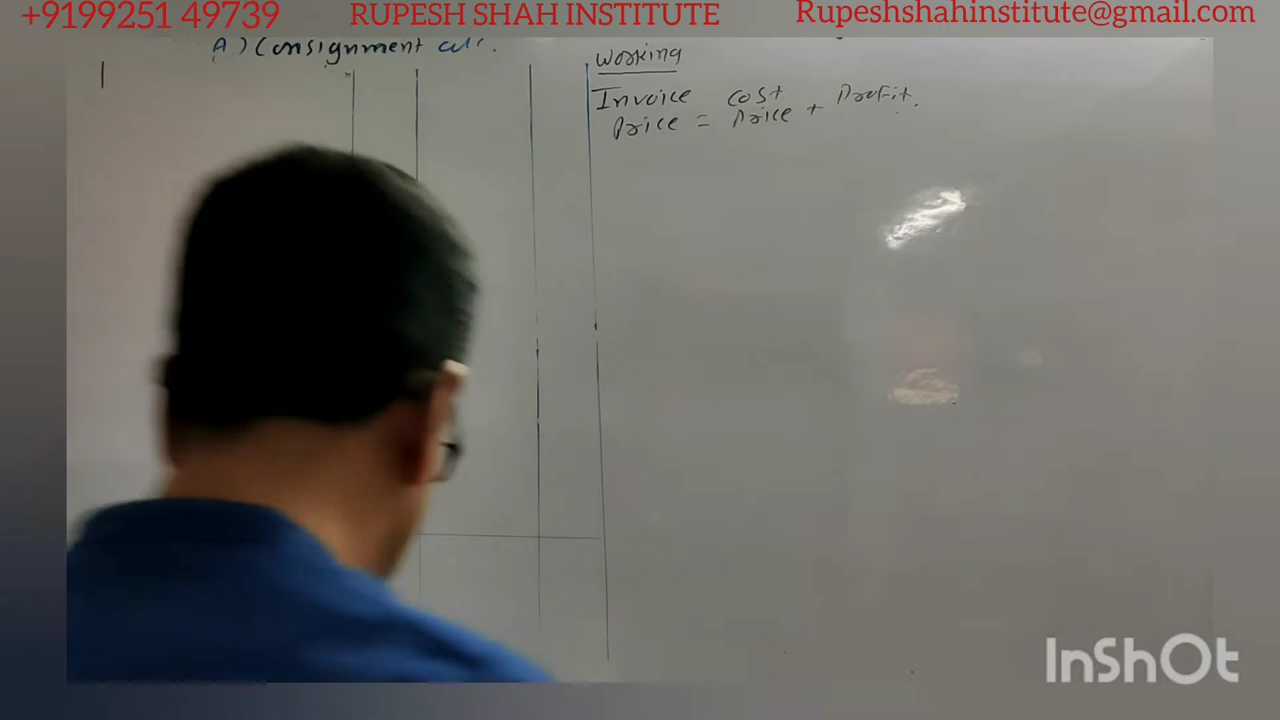 +9199251 49739 RUPESH SHAH INSTITUTE Rupeshshahinstitute@gmail.com
A) Consignment a/c.
Working
Invoice Cost
Price = Price + Profit.
InShOt